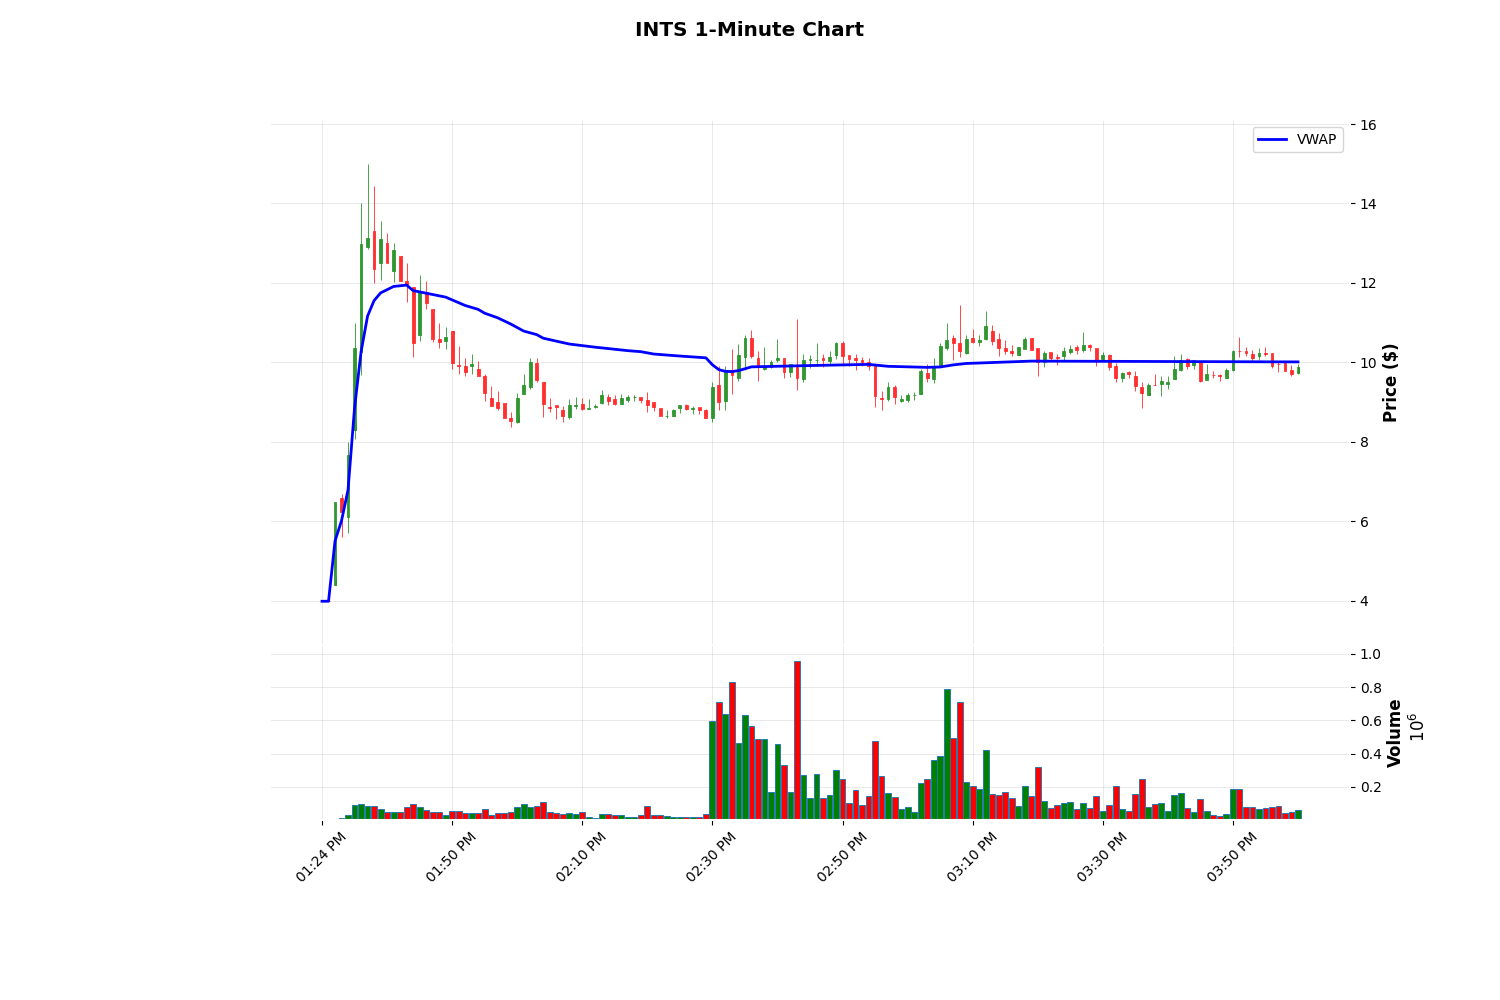 INTS 1-Minute Chart
VWAP
16
14
12
10
8
6
4
Price ($)
1.0
0.8
0.6
0.4
0.2
Volume
10⁶
01:24 PM
01:50 PM
02:10 PM
02:30 PM
02:50 PM
03:10 PM
03:30 PM
03:50 PM